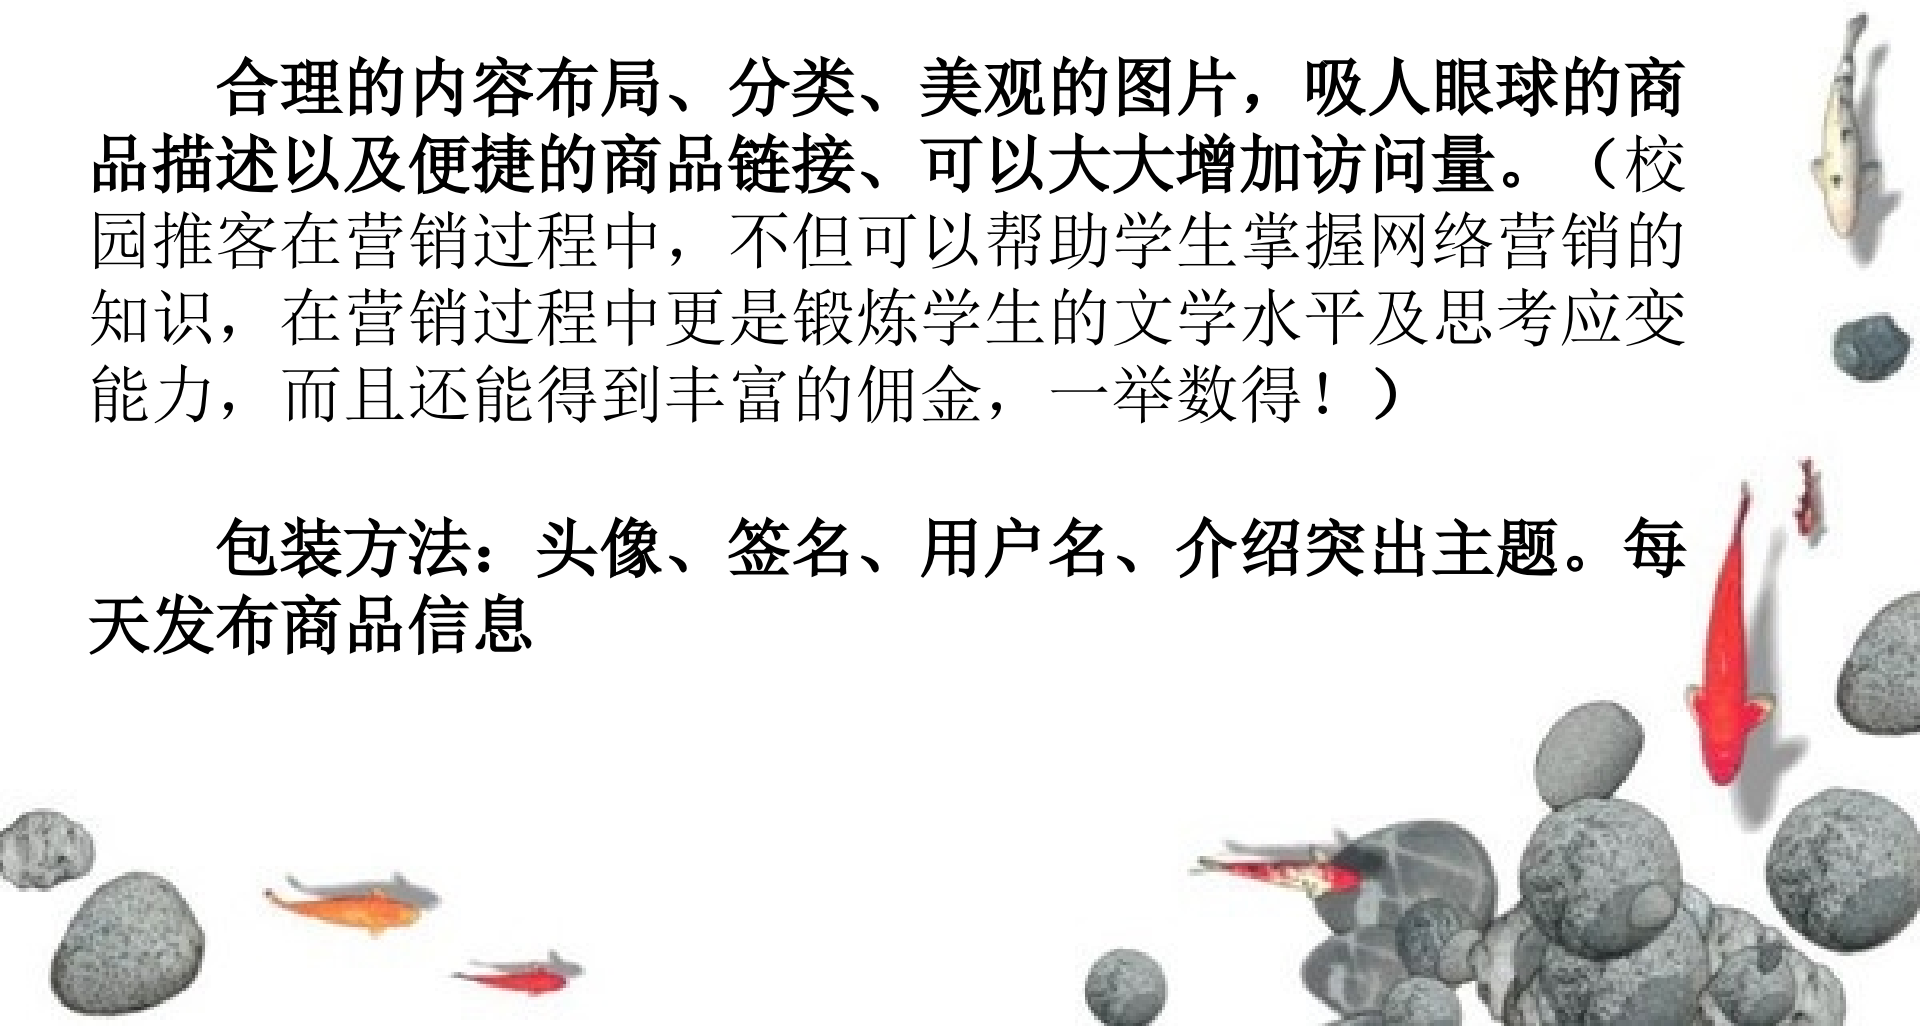 合理的内容布局、分类、美观的图片，吸人眼球的商
品描述以及便捷的商品链接、可以大大增加访问量。（校
园推客在营销过程中，不但可以帮助学生掌握网络营销的
知识，在营销过程中更是锻炼学生的文学水平及思考应变
能力，而且还能得到丰富的佣金，一举数得！）
包装方法：头像、签名、用户名、介绍突出主题。每
天发布商品信息